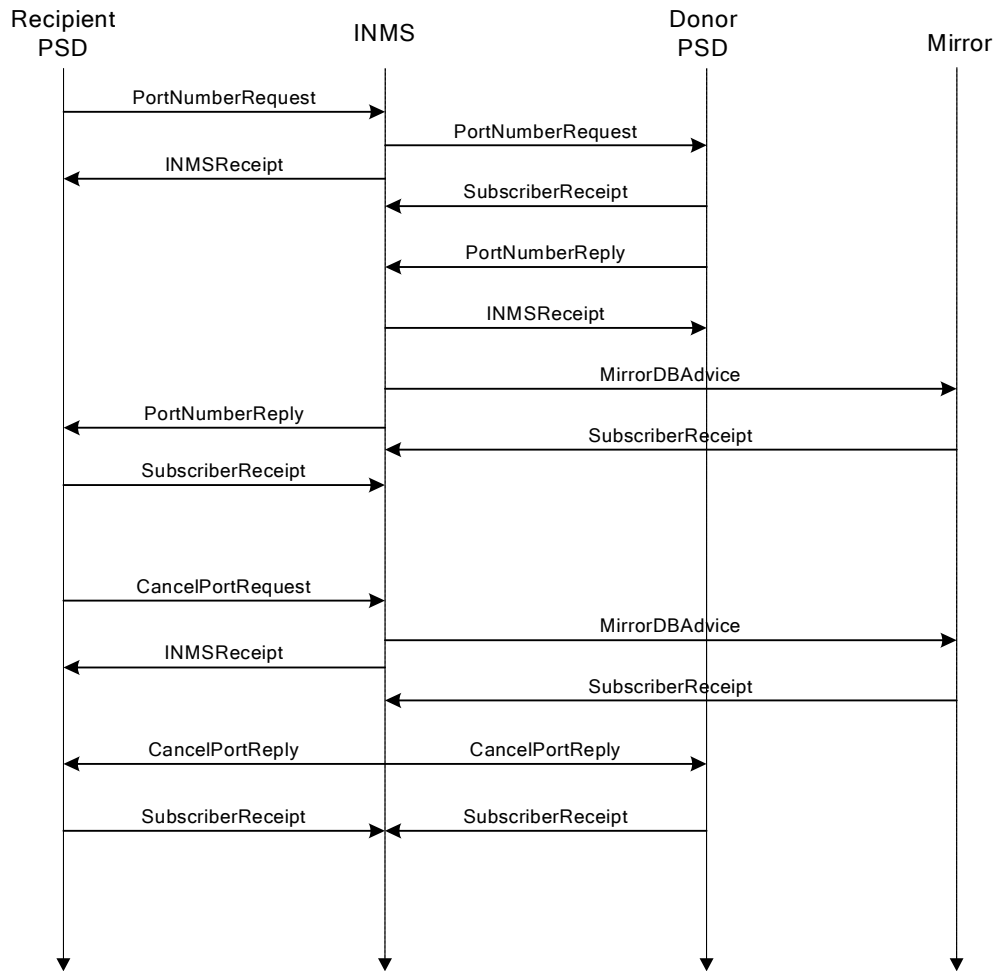 Recipient
PSD
INMS
Donor
PSD
Mirror
PortNumberRequest
PortNumberRequest
INMSReceipt
SubscriberReceipt
PortNumberReply
INMSReceipt
MirrorDBAdvice
PortNumberReply
SubscriberReceipt
SubscriberReceipt
CancelPortRequest
MirrorDBAdvice
INMSReceipt
SubscriberReceipt
CancelPortReply
CancelPortReply
SubscriberReceipt
SubscriberReceipt